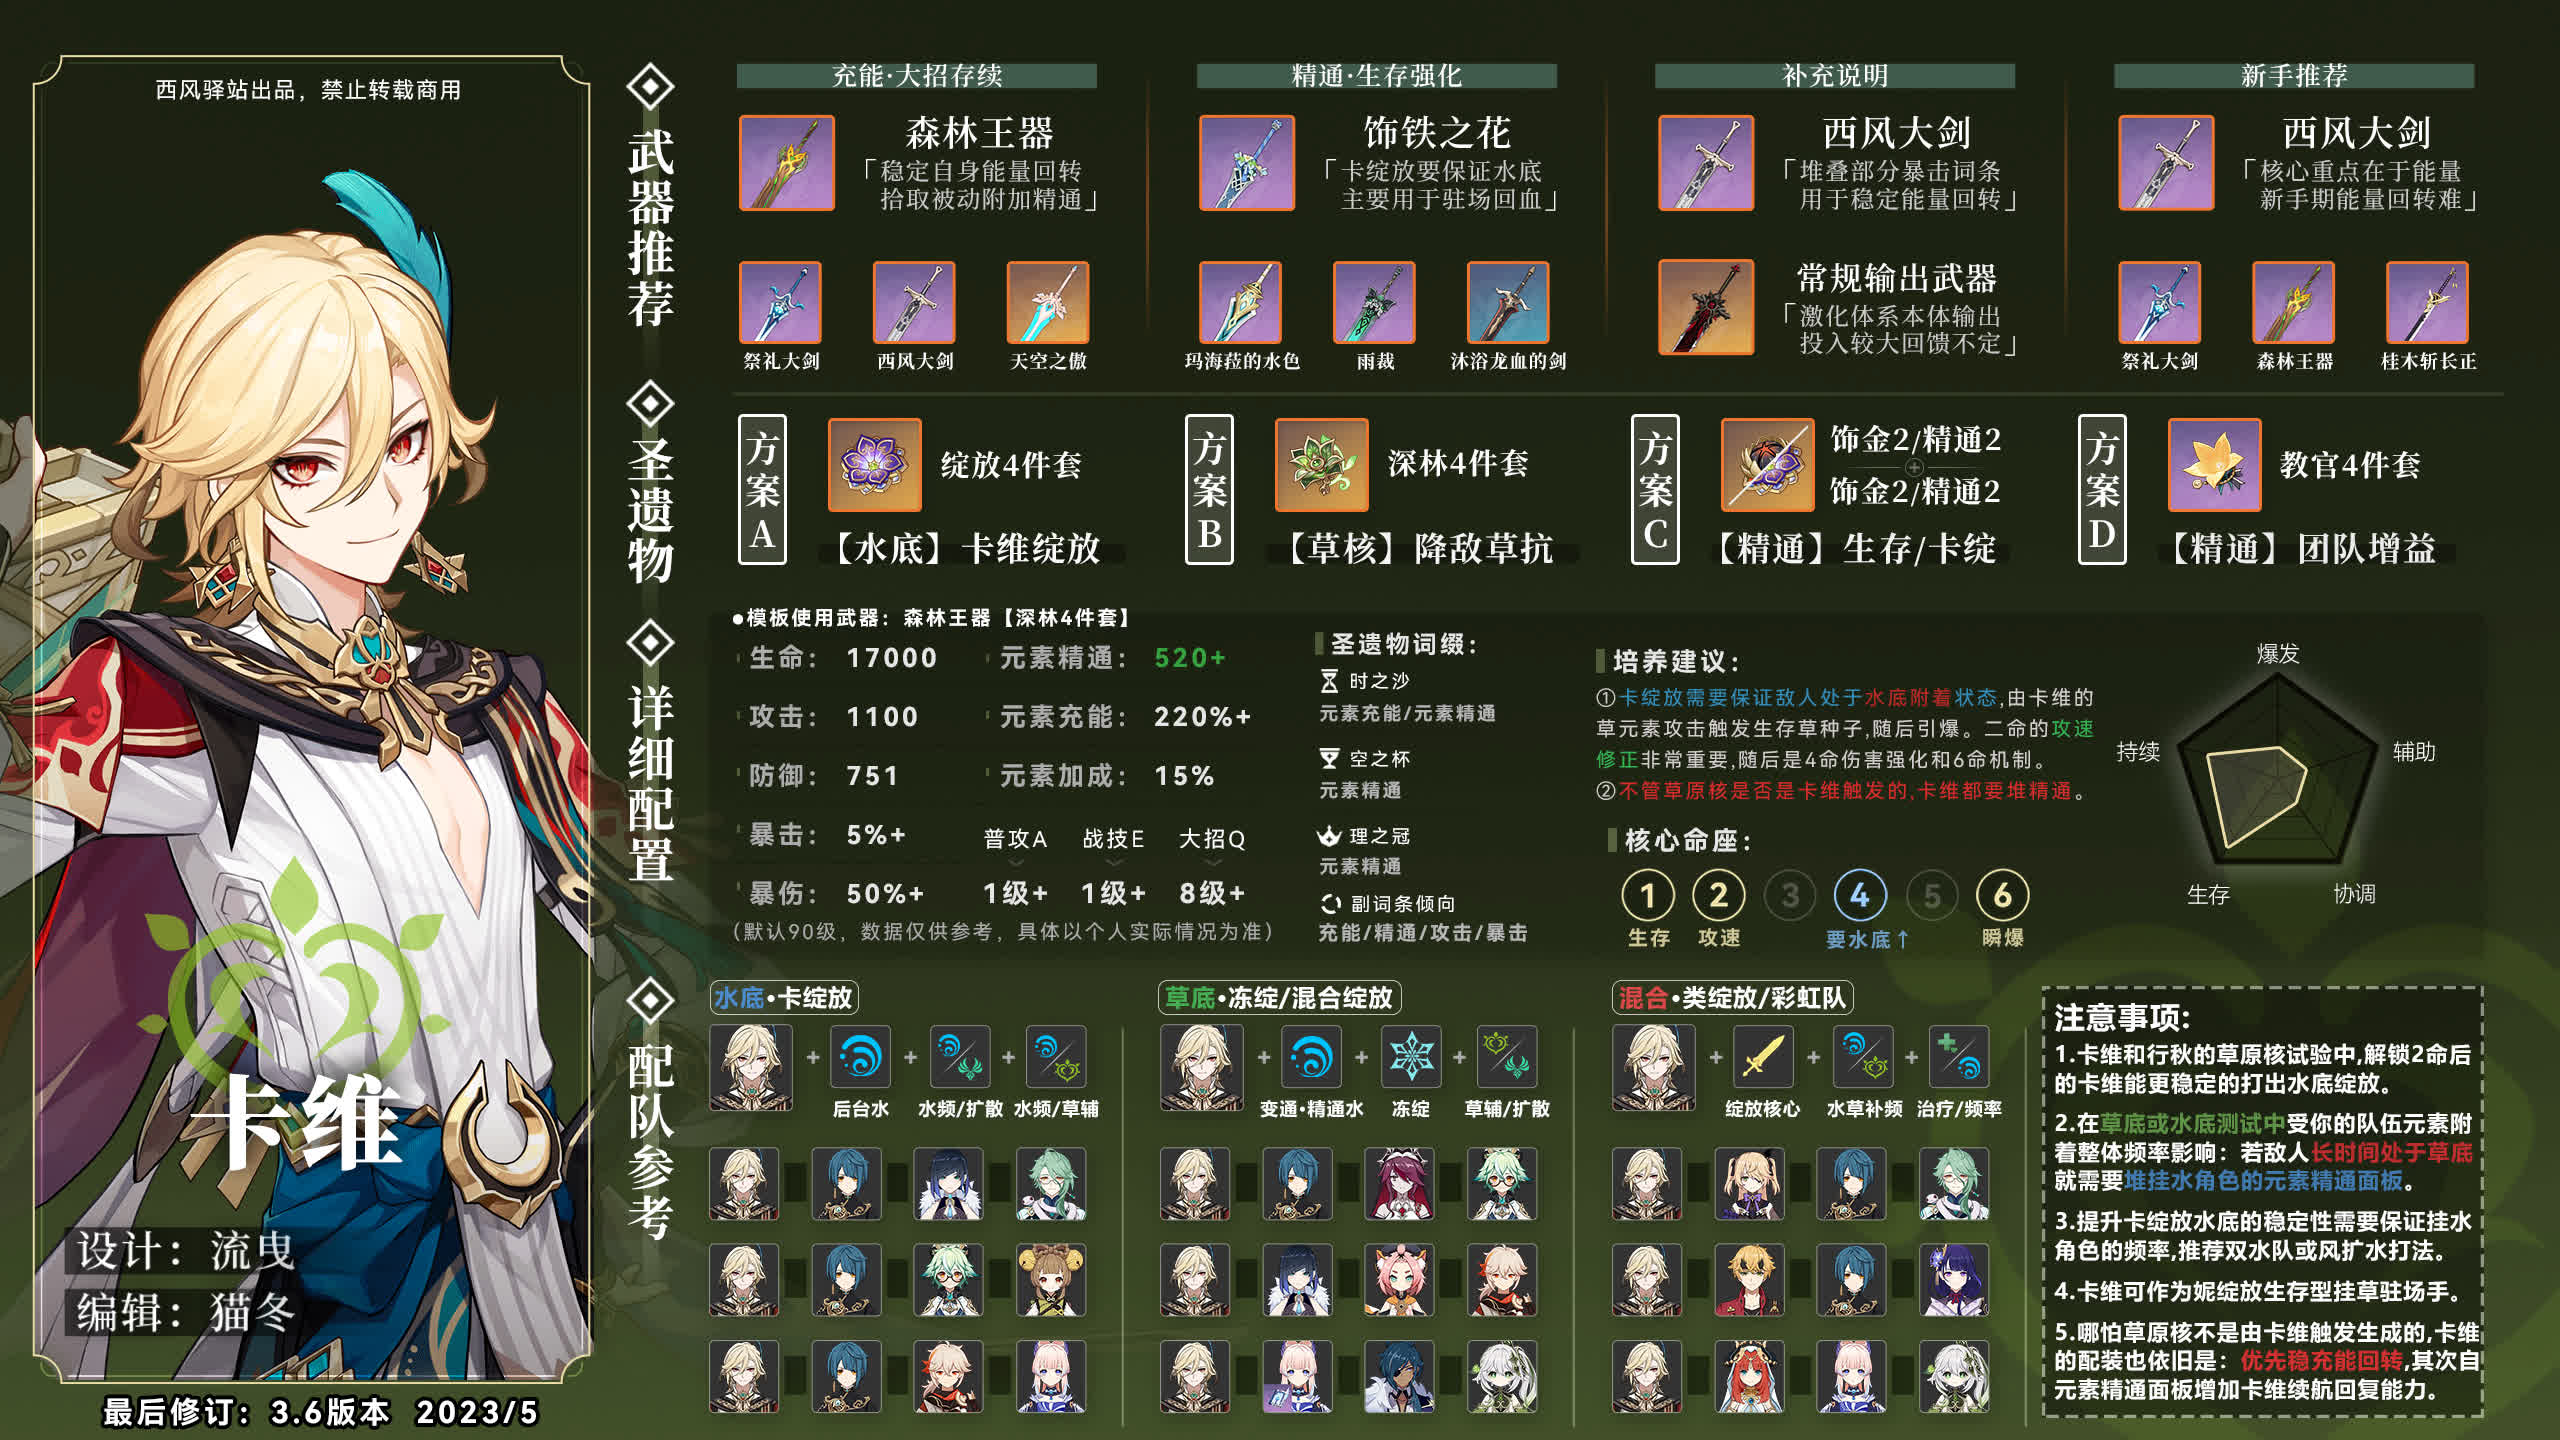 西风驿站出品，禁止转载商用
卡维
设计：流曳
编辑：猫冬
最后修订：3.6版本 2023/5
武器推荐
充能·大招存续
森林王器
「稳定自身能量回转
拾取被动附加精通」
祭礼大剑 西风大剑 天空之傲
精通·生存强化
饰铁之花
「卡绽放要保证水底
主要用于驻场回血」
玛海菈的水色 雨裁 沐浴龙血的剑
补充说明
西风大剑
「堆叠部分暴击词条
用于稳定能量回转」
常规输出武器
「激化体系本体输出
投入较大回馈不定」
新手推荐
西风大剑
「核心重点在于能量
新手期能量回转难」
祭礼大剑 森林王器 桂木斩长正
圣遗物
方案A
绽放4件套
【水底】卡维绽放
方案B
深林4件套
【草核】降敌草抗
方案C
饰金2/精通2
饰金2/精通2
【精通】生存/卡绽
方案D
教官4件套
【精通】团队增益
详细配置
●模板使用武器：森林王器【深林4件套】
生命： 17000 元素精通： 520+
攻击： 1100 元素充能： 220%+
防御： 751 元素加成： 15%
暴击： 5%+ 普攻A 战技E 大招Q
暴伤： 50%+ 1级+ 1级+ 8级+
（默认90级，数据仅供参考，具体以个人实际情况为准）
圣遗物词缀：
时之沙
元素充能/元素精通
空之杯
元素精通
理之冠
元素精通
副词条倾向
充能/精通/攻击/暴击
培养建议：
①卡绽放需要保证敌人处于水底附着状态,由卡维的
草元素攻击触发生存草种子,随后引爆。二命的攻速
修正非常重要,随后是4命伤害强化和6命机制。
②不管草原核是否是卡维触发的,卡维都要堆精通。
核心命座：
1 2 3 4 5 6
生存 攻速 要水底↑ 瞬爆
爆发
持续 辅助
生存 协调
配队参考
水底•卡绽放
后台水 水频/扩散 水频/草辅
草底•冻绽/混合绽放
变通•精通水 冻绽 草辅/扩散
混合•类绽放/彩虹队
绽放核心 水草补频 治疗/频率
注意事项:
1.卡维和行秋的草原核试验中,解锁2命后
的卡维能更稳定的打出水底绽放。
2.在草底或水底测试中受你的队伍元素附
着整体频率影响：若敌人长时间处于草底
就需要堆挂水角色的元素精通面板。
3.提升卡绽放水底的稳定性需要保证挂水
角色的频率,推荐双水队或风扩水打法。
4.卡维可作为妮绽放生存型挂草驻场手。
5.哪怕草原核不是由卡维触发生成的,卡维
的配装也依旧是：优先稳充能回转,其次自
元素精通面板增加卡维续航回复能力。